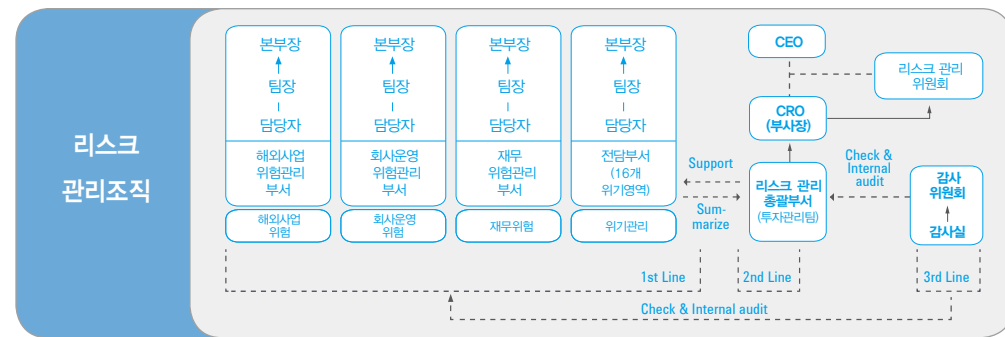 리스크
관리조직
본부장
팀장
담당자
해외사업
위험관리
부서
해외사업
위험
본부장
팀장
담당자
회사운영
위험관리
부서
회사운영
위험
본부장
팀장
담당자
재무
위험관리
부서
재무위험
본부장
팀장
담당자
전담부서
(16개
위기영역)
위기관리
Support
Sum-
marize
CEO
리스크 관리
위원회
CRO
(부사장)
리스크 관리
총괄부서
(투자관리팀)
Check &
Internal
audit
감사
위원회
감사실
1st Line
2nd Line
3rd Line
Check & Internal audit